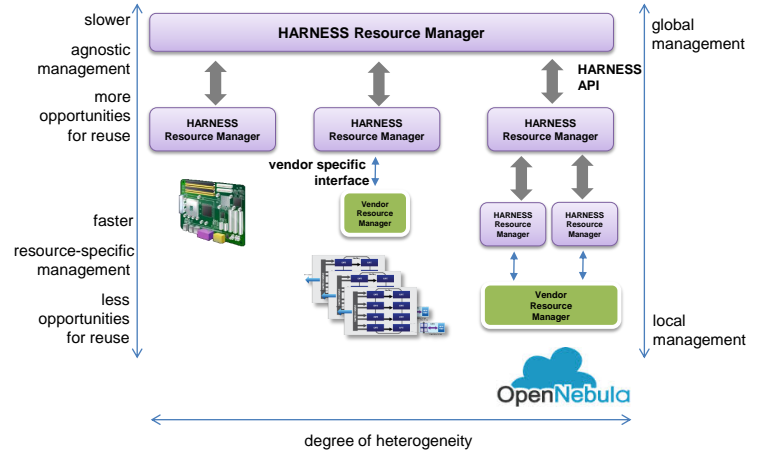 slower
agnostic
management
more
opportunities
for reuse
faster
resource-specific
management
less
opportunities
for reuse
HARNESS Resource Manager
global
management
HARNESS
API
HARNESS
Resource Manager
HARNESS
Resource Manager
HARNESS
Resource Manager
vendor specific
interface
Vendor
Resource
Manager
HARNESS
Resource
Manager
HARNESS
Resource
Manager
Vendor
Resource
Manager
local
management
OpenNebula
degree of heterogeneity